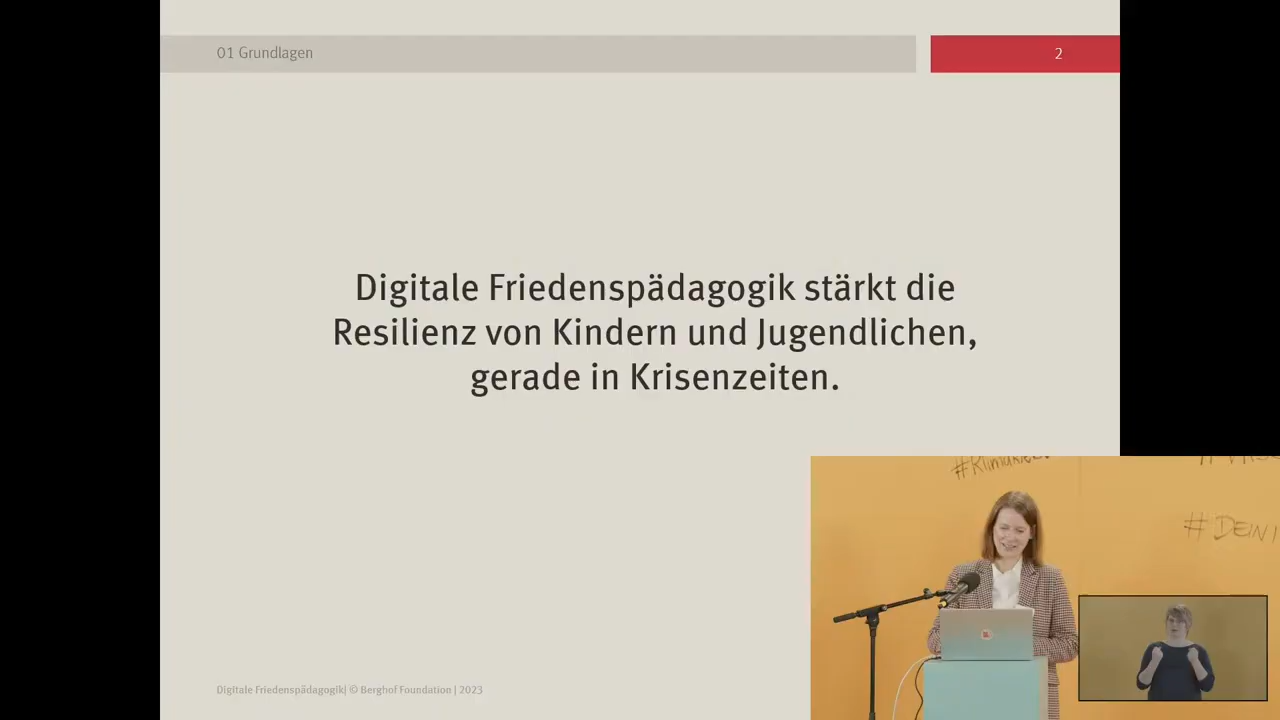 01 Grundlagen
2
Digitale Friedenspädagogik stärkt die
Resilienz von Kindern und Jugendlichen,
gerade in Krisenzeiten.
# DEIN
Digitale Friedenspädagogik| © Berghof Foundation | 2023